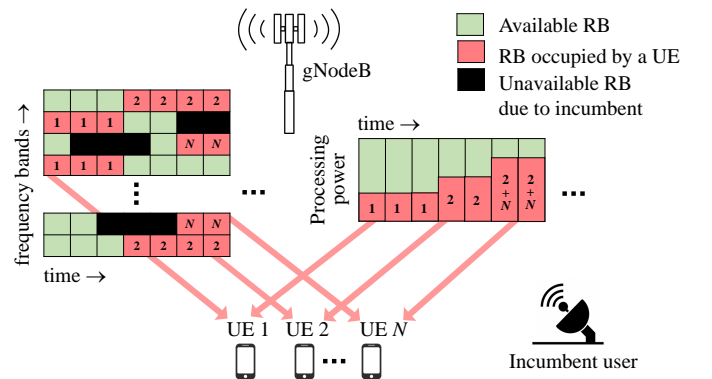 Available RB
RB occupied by a UE
Unavailable RB
due to incumbent
gNodeB
frequency bands →
2 2 2 2
1 1 1
N N
1 1 1
N N
2 2 2 2
time →
time →
Processing
power
1 1 1 2 2 2+N 2+N
UE 1 UE 2 UE N
Incumbent user